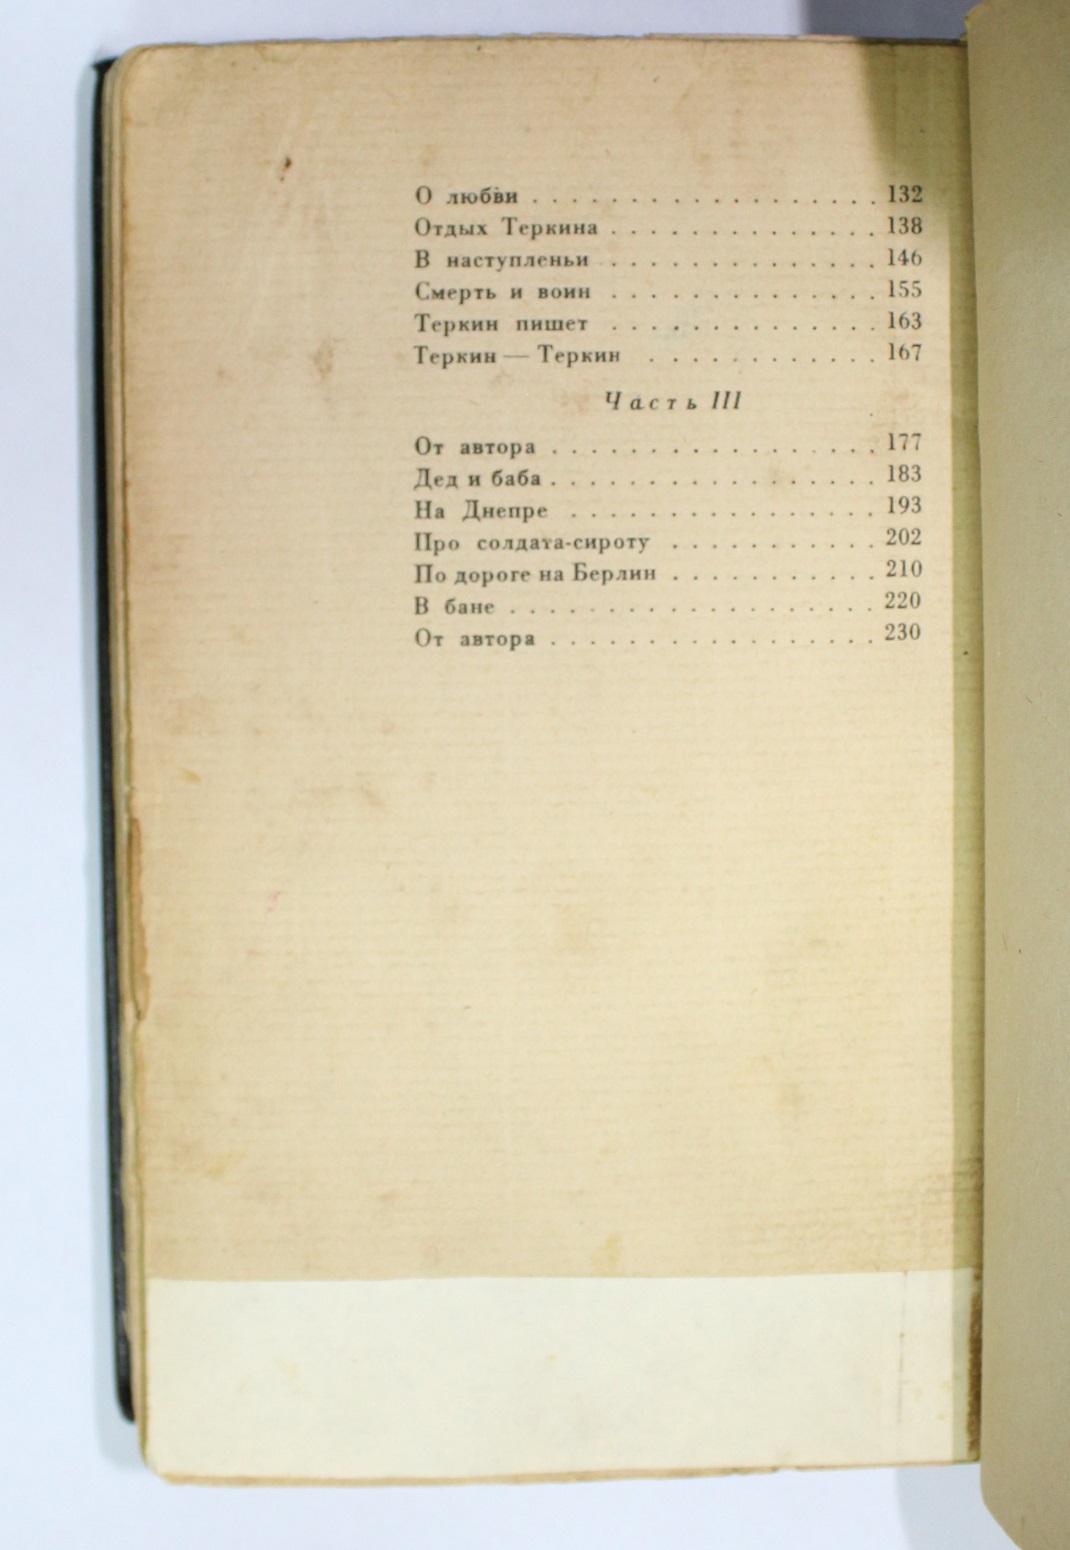 О любви . . . . . . . . . . . . . . . . . . 132
Отдых Теркина . . . . . . . . . . . . . . 138
В наступленьи . . . . . . . . . . . . . . 146
Смерть и воин . . . . . . . . . . . . . . 155
Теркин пишет . . . . . . . . . . . . . . 163
Теркин — Теркин . . . . . . . . . . . . 167
Часть III
От автора . . . . . . . . . . . . . . . . . 177
Дед и баба . . . . . . . . . . . . . . . . . 183
На Днепре . . . . . . . . . . . . . . . . 193
Про солдата-сироту . . . . . . . . . . . 202
По дороге на Берлин . . . . . . . . . . . 210
В бане . . . . . . . . . . . . . . . . . . . 220
От автора . . . . . . . . . . . . . . . . . 230